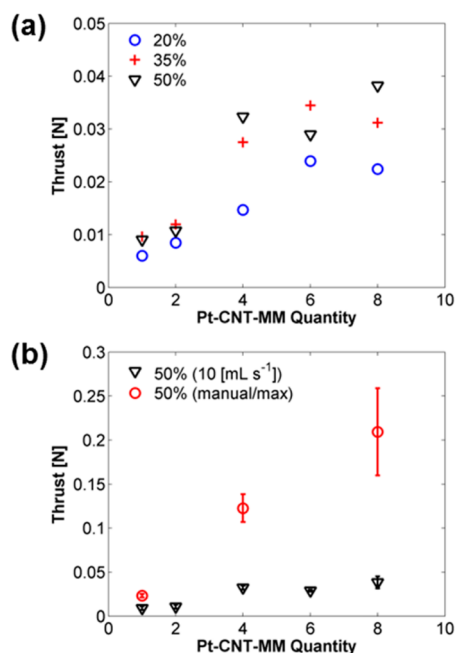 (a)
0.05
0.04
0.03
0.02
0.01
0
Thrust [N]
20%
35%
50%
0 2 4 6 8 10
Pt-CNT-MM Quantity
(b)
0.3
0.25
0.2
0.15
0.1
0.05
0
Thrust [N]
50% (10 [mL s⁻¹])
50% (manual/max)
0 2 4 6 8 10
Pt-CNT-MM Quantity